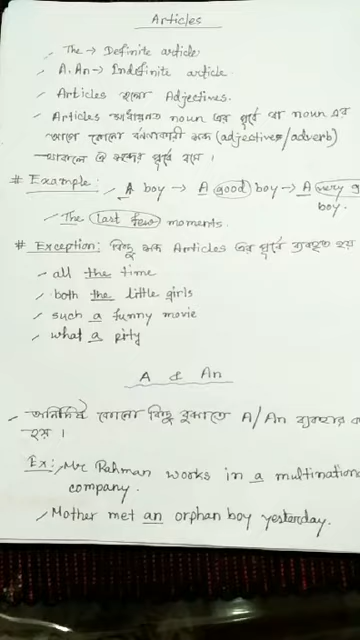 Articles
The → Definite article.
A, An → Indefinite article.
Articles হলো Adjectives.
Articles সাধারনত noun এর পূর্বে বা noun এর
আগে কোনো বর্ণনাকারী শব্দ (adjectives/adverb)
থাকলে ঐ শব্দের পূর্বে বসে।
# Example: A boy → A good boy → A very g
boy.
The last few moments.
# Exception: কিছু শব্দ Articles এর পূর্বে ব্যবহৃত হয়
all the time
both the little girls
such a funny movie
what a pity
A & An
অনির্দিষ্ট কোনো কিছু বুঝাতে A/An ব্যবহার ক
হয়।
Ex: Mr Rahman works in a multinationa
company.
Mother met an orphan boy yesterday.